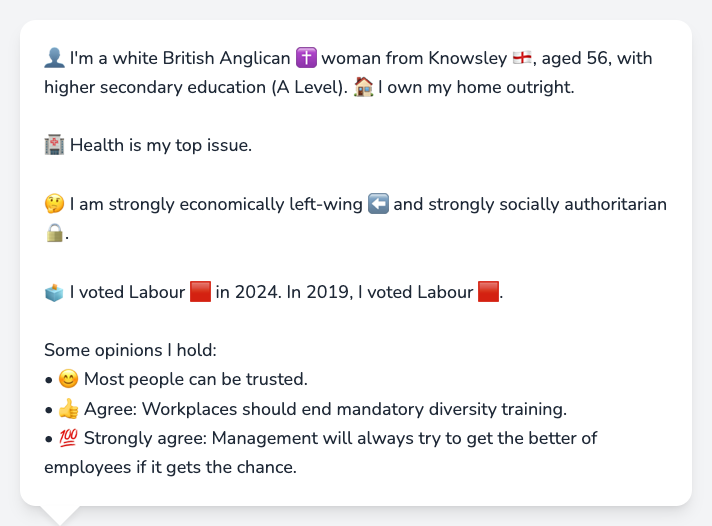 👤 I'm a white British Anglican ✝️ woman from Knowsley 🏴󠁧󠁢󠁥󠁮󠁧󠁿, aged 56, with
higher secondary education (A Level). 🏠 I own my home outright.
🏥 Health is my top issue.
🤔 I am strongly economically left-wing ⬅️ and strongly socially authoritarian
🔒.
🗳️ I voted Labour 🟥 in 2024. In 2019, I voted Labour 🟥.
Some opinions I hold:
• 😊 Most people can be trusted.
• 👍 Agree: Workplaces should end mandatory diversity training.
• 💯 Strongly agree: Management will always try to get the better of
employees if it gets the chance.